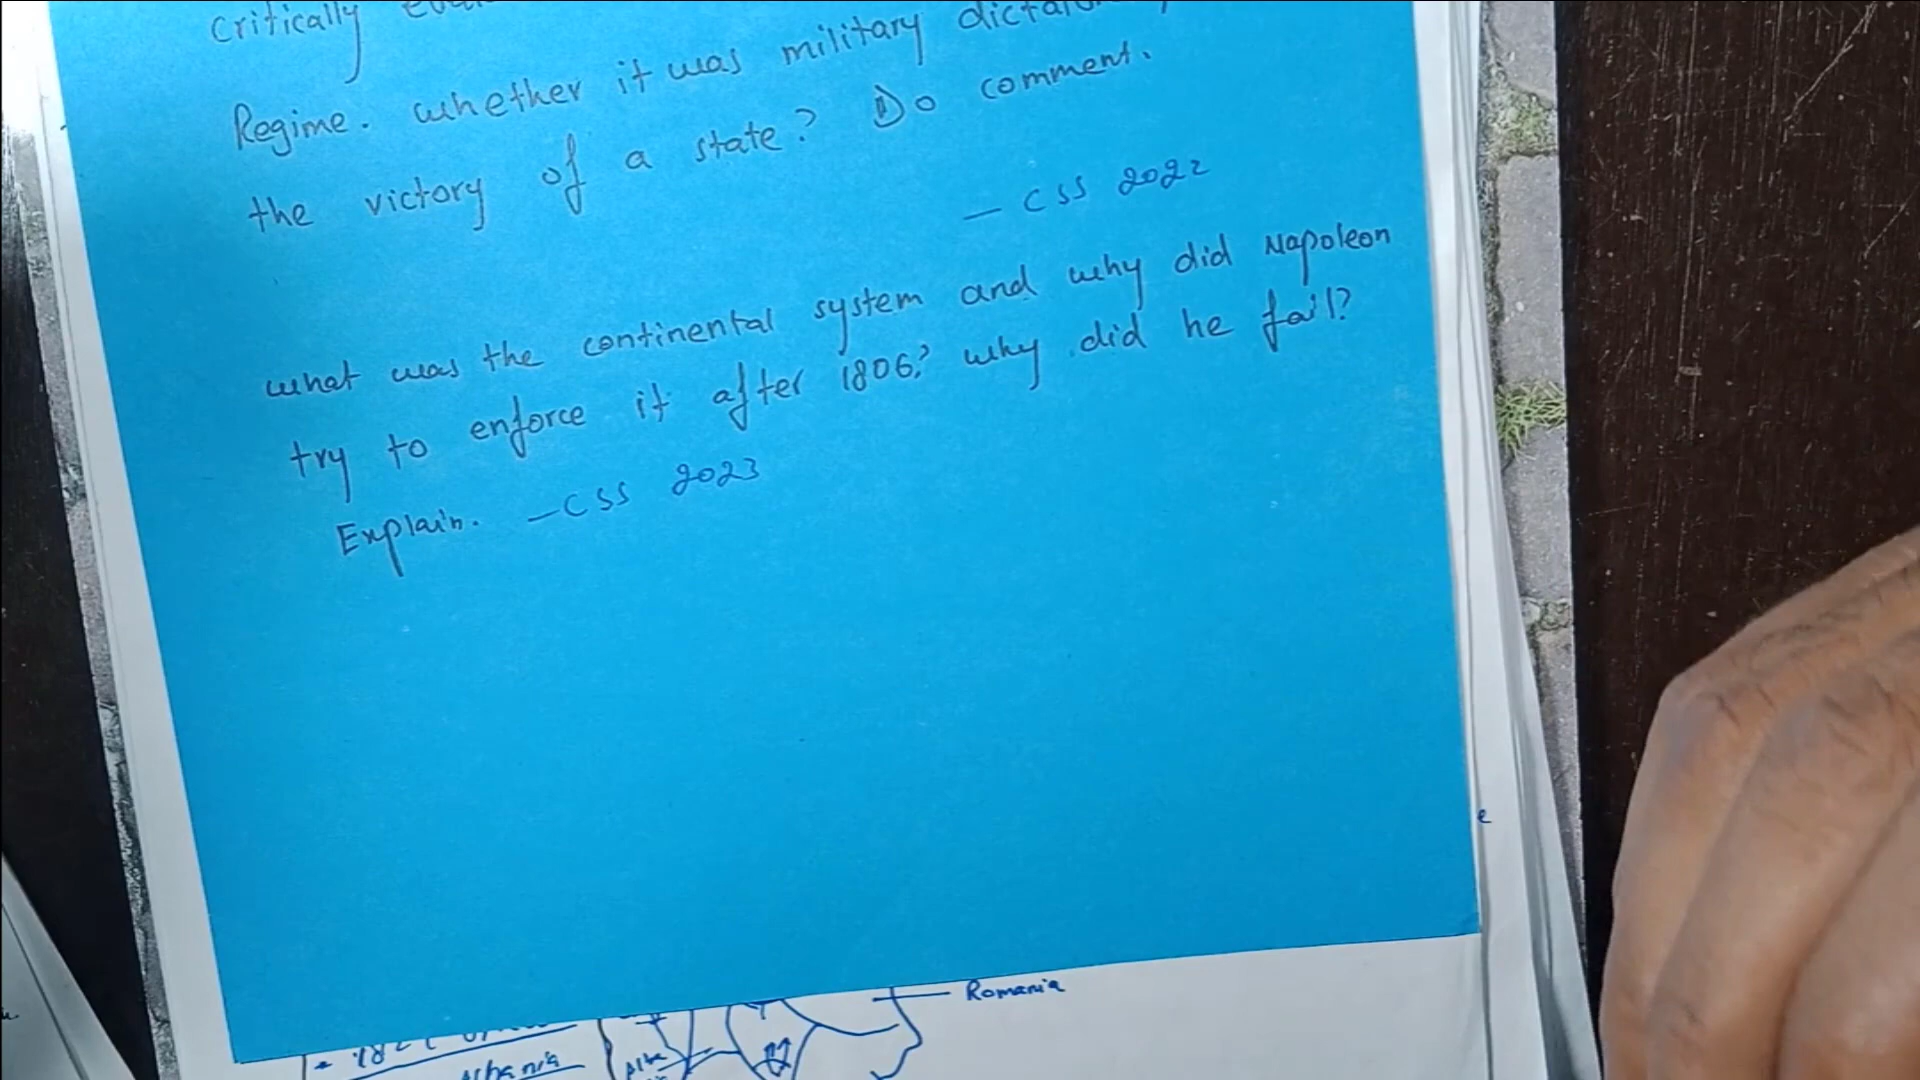 critically
Regime. whether it was military
the victory of a state? Do comment.
— CSS 2022
what was the continental system and why did Napoleon
try to enforce it after 1806? why did he fail?
Explain. — CSS 2023
Romania